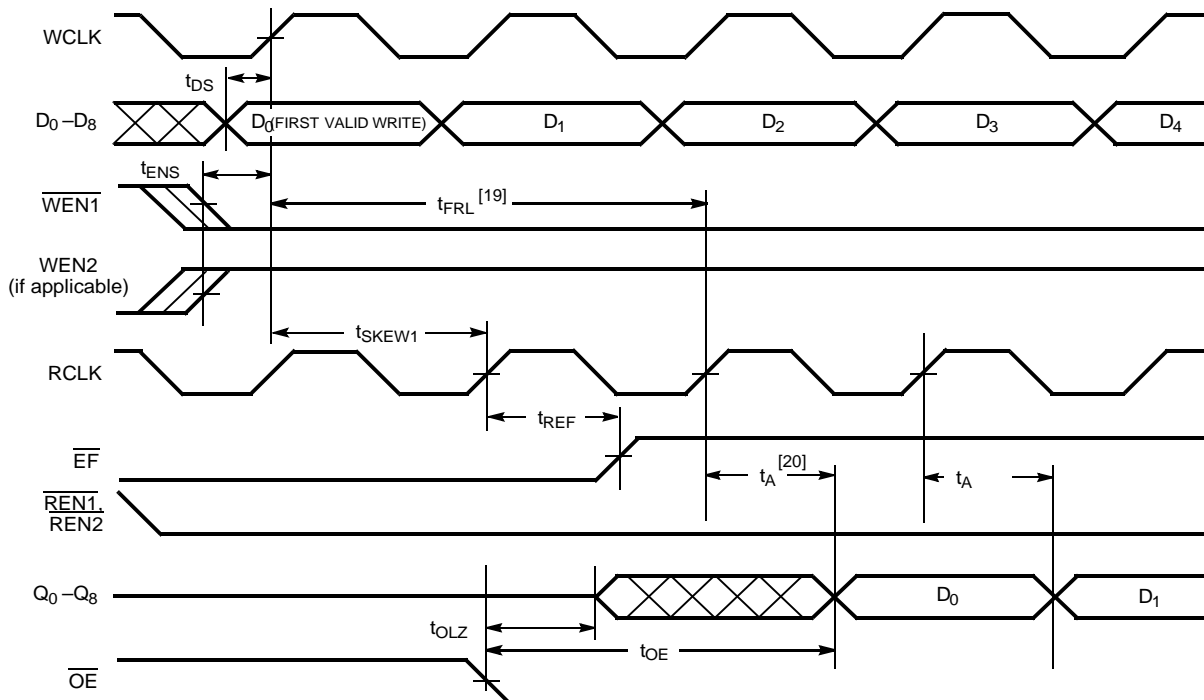 WCLK
tDS
D0 –D8
D0(FIRST VALID WRITE)
D1
D2
D3
D4
tENS
WEN1
tFRL [19]
WEN2
(if applicable)
tSKEW1
RCLK
tREF
EF
tA [20]
tA
REN1,
REN2
Q0 –Q8
D0
D1
tOLZ
tOE
OE